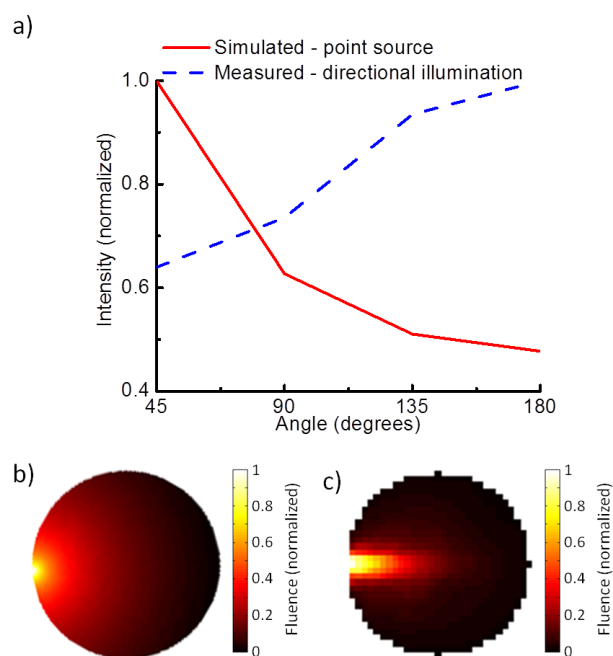 a)
Simulated - point source
Measured - directional illumination
1.0
0.8
0.6
0.4
Intensity (normalized)
45 90 135 180
Angle (degrees)
b)
1
0.8
0.6
0.4
0.2
0
Fluence (normalized)
c)
1
0.8
0.6
0.4
0.2
0
Fluence (normalized)